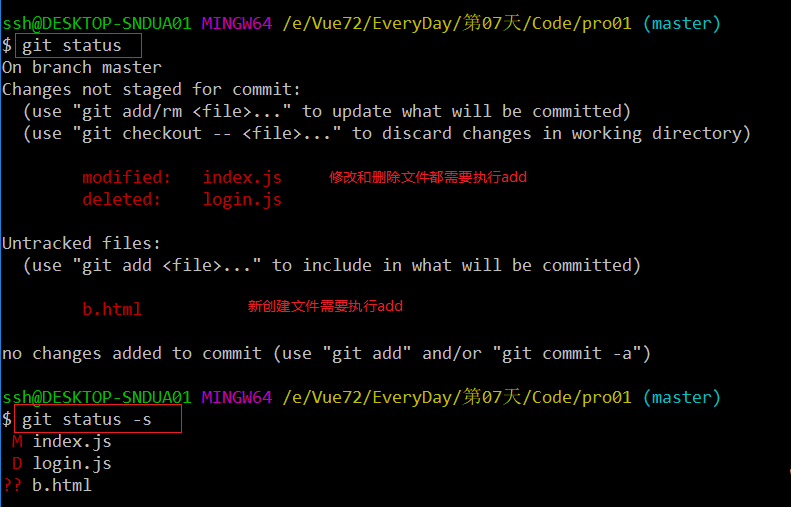 ssh@DESKTOP-SNDUA01 MINGW64 /e/Vue72/EveryDay/第07天/Code/pro01 (master)
$ git status
On branch master
Changes not staged for commit:
  (use "git add/rm <file>..." to update what will be committed)
  (use "git checkout -- <file>..." to discard changes in working directory)
        modified:   index.js 修改和删除文件都需要执行add
        deleted:    login.js
Untracked files:
  (use "git add <file>..." to include in what will be committed)
        b.html 新创建文件需要执行add
no changes added to commit (use "git add" and/or "git commit -a")
ssh@DESKTOP-SNDUA01 MINGW64 /e/Vue72/EveryDay/第07天/Code/pro01 (master)
$ git status -s
 M index.js
 D login.js
?? b.html